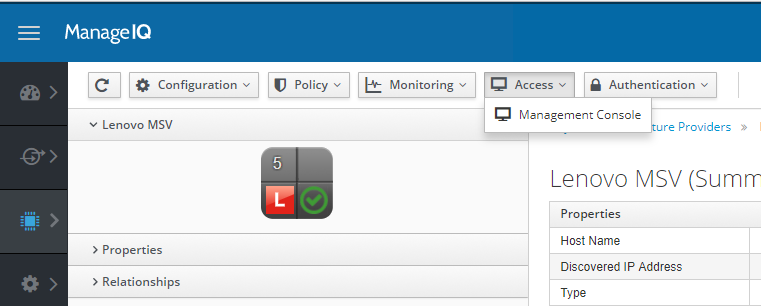 ManageIQ
Configuration Policy Monitoring Access Authentication
Management Console
Lenovo MSV
ture Providers »
5
L
Lenovo MSV (Summ
Properties
Properties
Host Name
Discovered IP Address
Type
Relationships